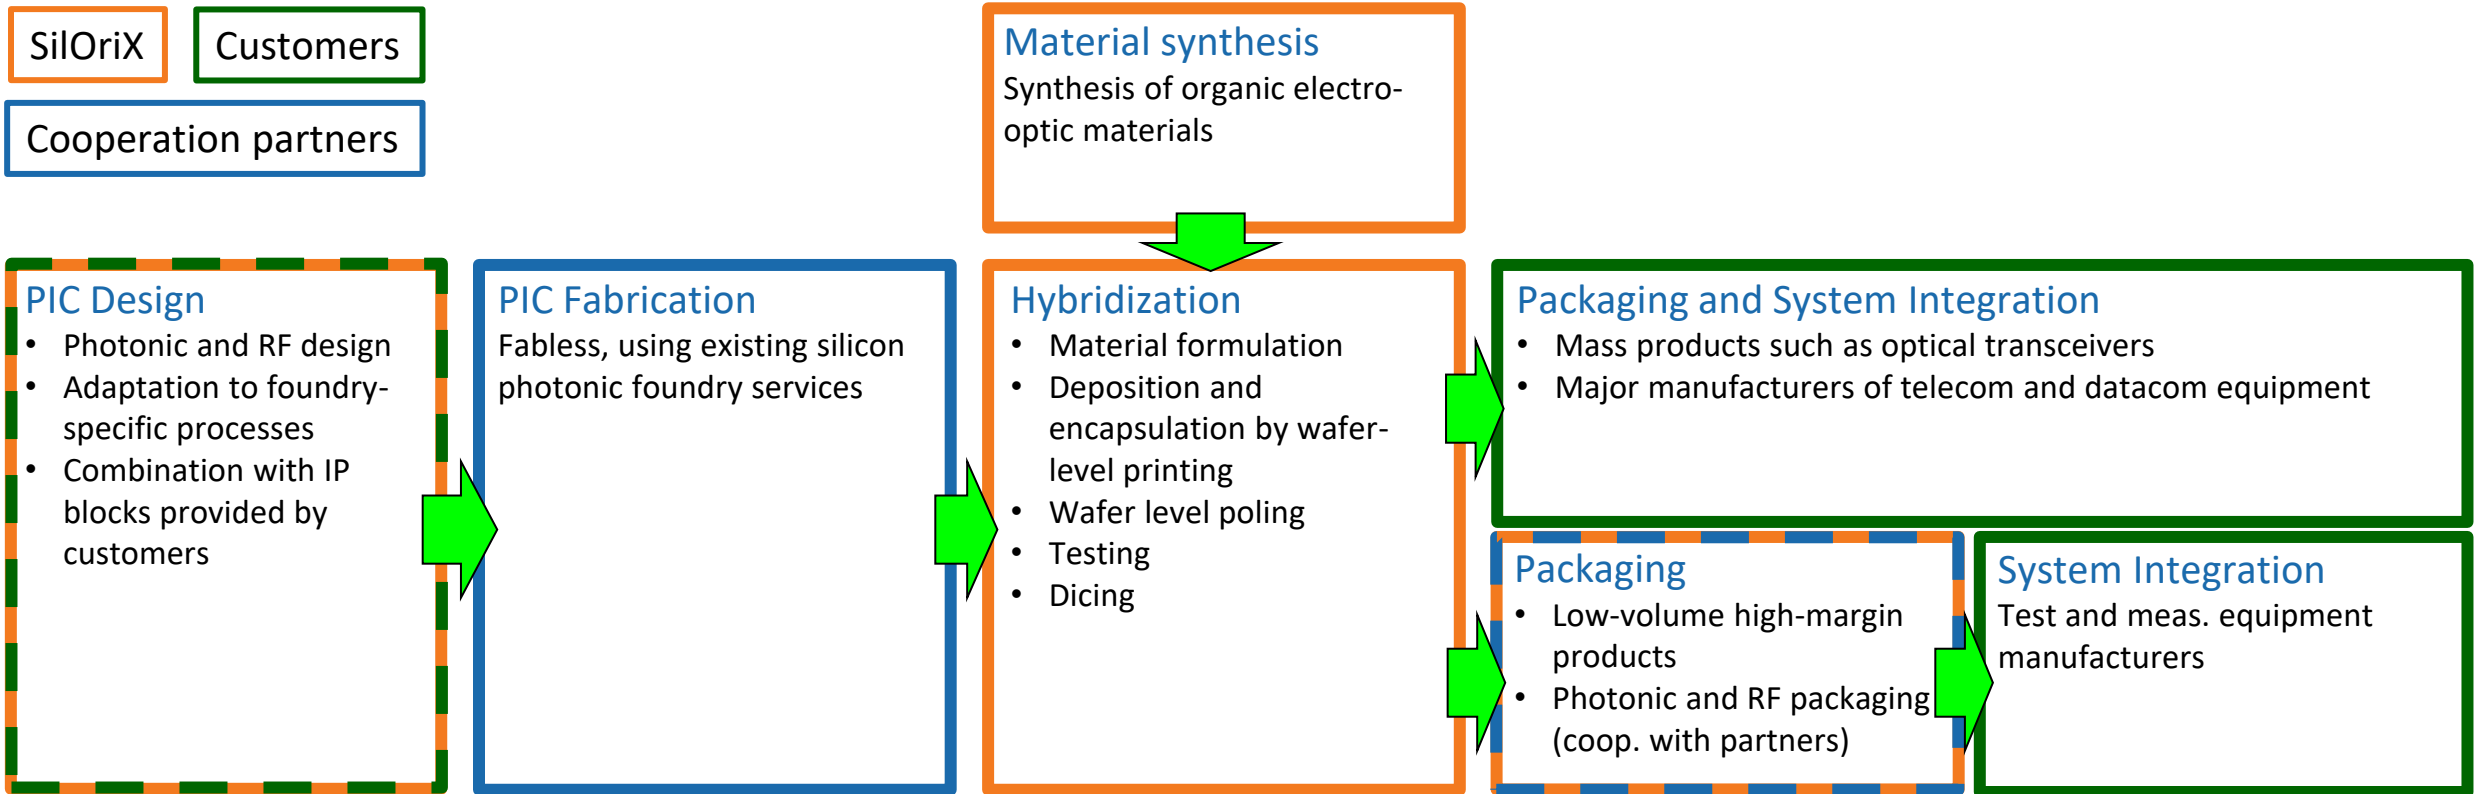 SilOriX
Customers
Cooperation partners
Material synthesis
Synthesis of organic electro-
optic materials
PIC Design
• Photonic and RF design
• Adaptation to foundry-
specific processes
• Combination with IP
blocks provided by
customers
PIC Fabrication
Fabless, using existing silicon
photonic foundry services
Hybridization
• Material formulation
• Deposition and
encapsulation by wafer-
level printing
• Wafer level poling
• Testing
• Dicing
Packaging and System Integration
• Mass products such as optical transceivers
• Major manufacturers of telecom and datacom equipment
Packaging
• Low-volume high-margin
products
• Photonic and RF packaging
(coop. with partners)
System Integration
Test and meas. equipment
manufacturers